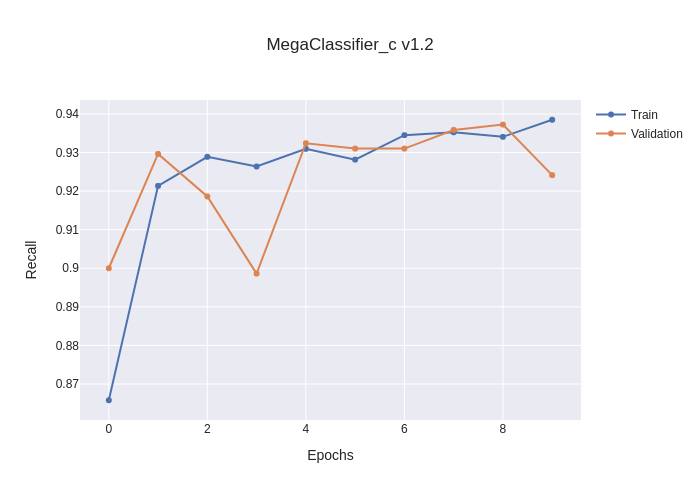 MegaClassifier_c v1.2
Train
Validation
0.94
0.93
0.92
0.91
0.9
0.89
0.88
0.87
Recall
0 2 4 6 8
Epochs